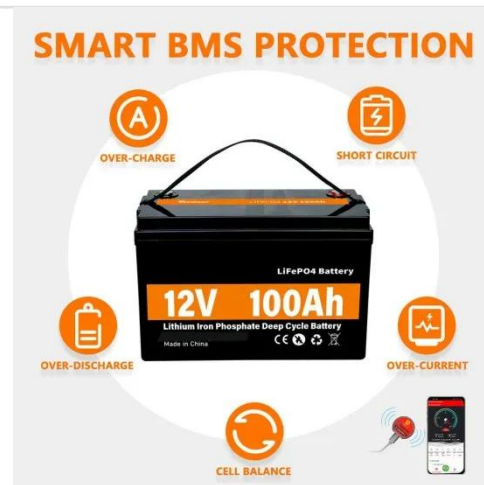 SMART BMS PROTECTION
OVER-CHARGE
SHORT CIRCUIT
LiFePO4 Battery
12V 100Ah
Lithium Iron Phosphate Deep Cycle Battery
Made in China
CE
OVER-DISCHARGE
OVER-CURRENT
CELL BALANCE